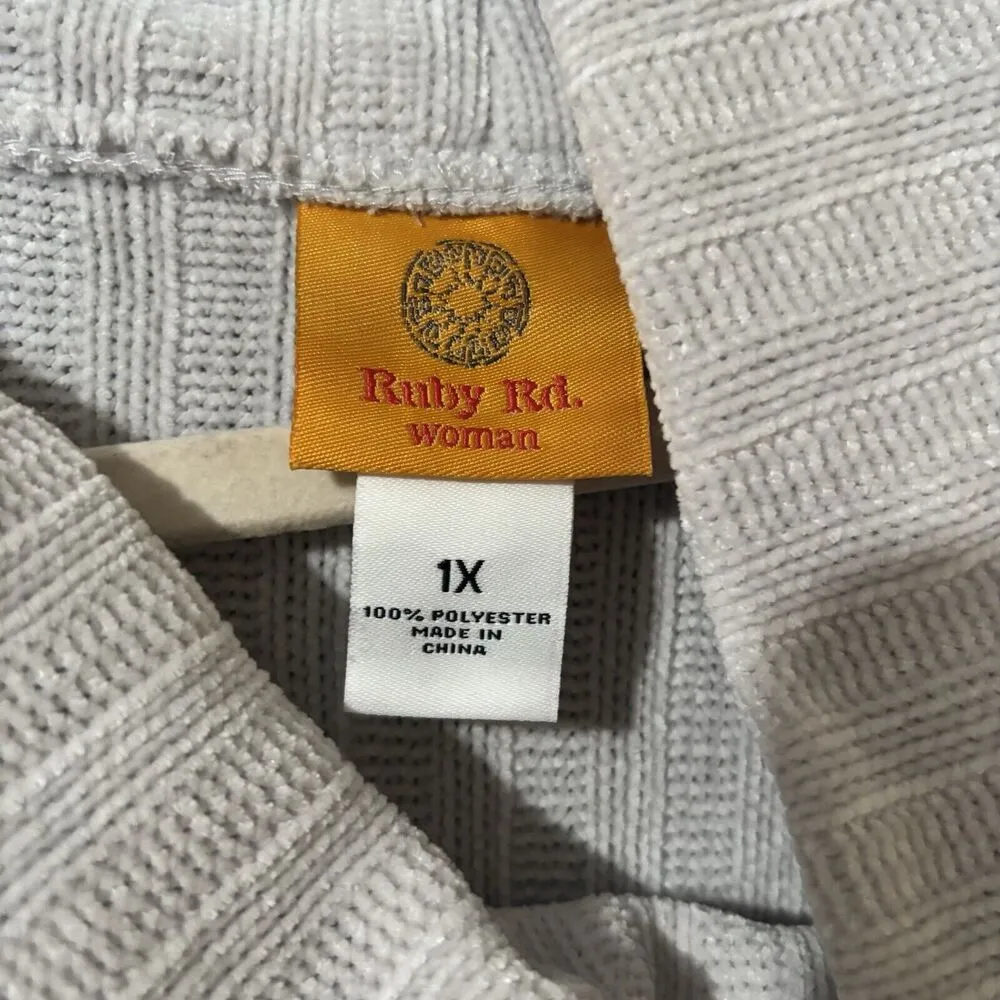 Ruby Rd.
woman
1X
100% POLYESTER
MADE IN
CHINA